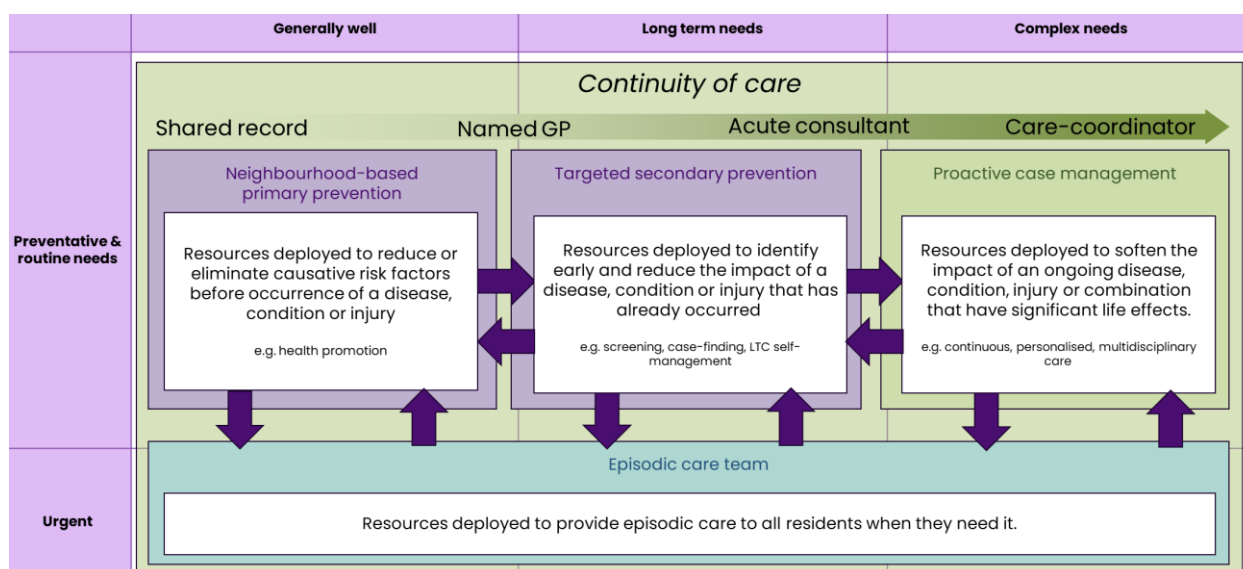 Generally well
Long term needs
Complex needs
Continuity of care
Shared record
Named GP
Acute consultant
Care-coordinator
Preventative &
routine needs
Neighbourhood-based
primary prevention
Resources deployed to reduce or
eliminate causative risk factors
before occurrence of a disease,
condition or injury
e.g. health promotion
Targeted secondary prevention
Resources deployed to identify
early and reduce the impact of a
disease, condition or injury that has
already occurred
e.g. screening, case-finding, LTC self-
management
Proactive case management
Resources deployed to soften the
impact of an ongoing disease,
condition, injury or combination
that have significant life effects.
e.g. continuous, personalised, multidisciplinary
care
Urgent
Episodic care team
Resources deployed to provide episodic care to all residents when they need it.